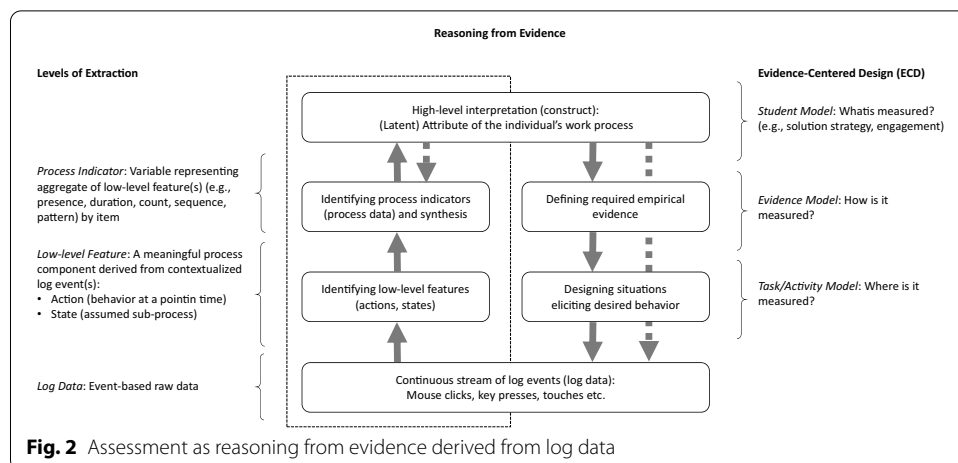 Reasoning from Evidence
Levels of Extraction
Evidence-Centered Design (ECD)
High-level interpretation (construct):
(Latent) Attribute of the individual's work process
Student Model: Whatis measured?
(e.g., solution strategy, engagement)
Process Indicator: Variable representing
aggregate of low-level feature(s) (e.g.,
presence, duration, count, sequence,
pattern) by item
Identifying process indicators
(process data) and synthesis
Defining required empirical
evidence
Evidence Model: How is it
measured?
Low-level Feature: A meaningful process
component derived from contextualized
log event(s):
• Action (behavior at a pointin time)
• State (assumed sub-process)
Identifying low-level features
(actions, states)
Designing situations
eliciting desired behavior
Task/Activity Model: Where is it
measured?
Log Data: Event-based raw data
Continuous stream of log events (log data):
Mouse clicks, key presses, touches etc.
Fig. 2 Assessment as reasoning from evidence derived from log data